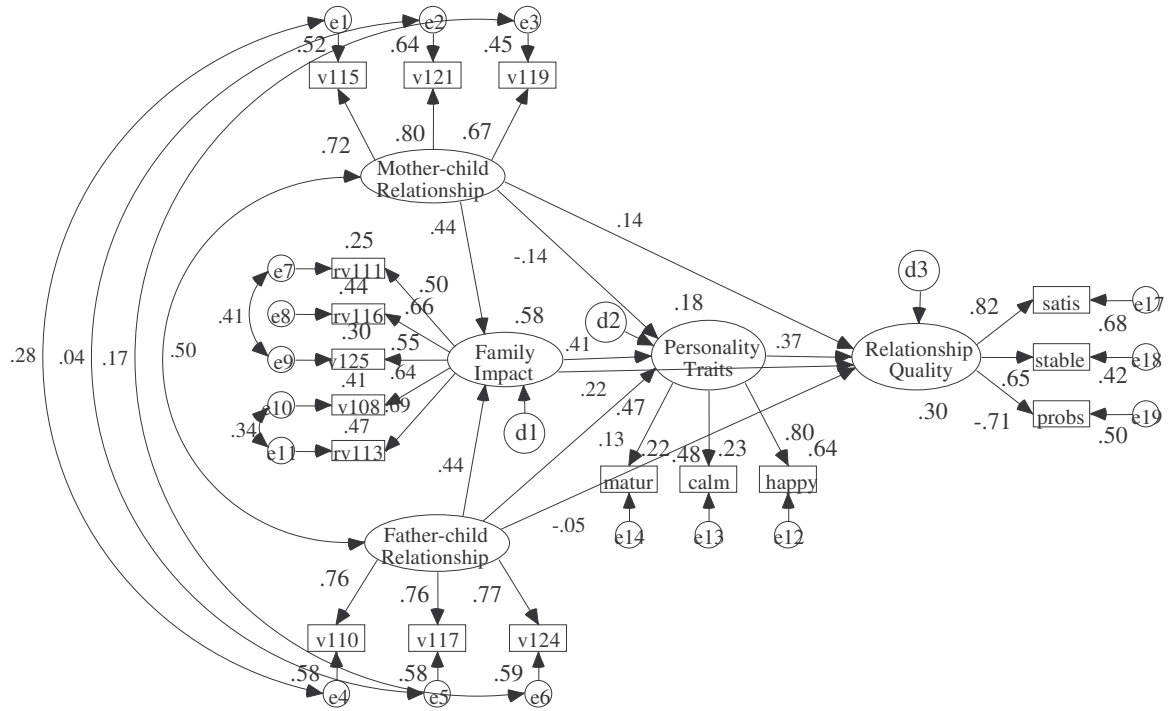 e1
e2
e3
.52
.64
.45
v115
v121
v119
.72
.80
.67
Mother-child
Relationship
.44
-.14
.14
.25
e7
rv111
.50
.44
.66
e8
rv116
.41
.30
.55
e9
v125
.64
.41
e10
v108
.69
.34
.47
e11
rv113
.28
.04
.17
.50
.58
Family
Impact
d1
.41
.22
d2
.18
Personality
Traits
.37
.47
d3
Relationship
Quality
.30
.82
satis
e17
.68
stable
e18
.65
.42
-.71
probs
e19
.50
.13
.22
.48
.23
.80
.64
matur
calm
happy
e14
e13
e12
.44
-.05
Father-child
Relationship
.76
.76
.77
v110
v117
v124
.58
.58
.59
e4
e5
e6